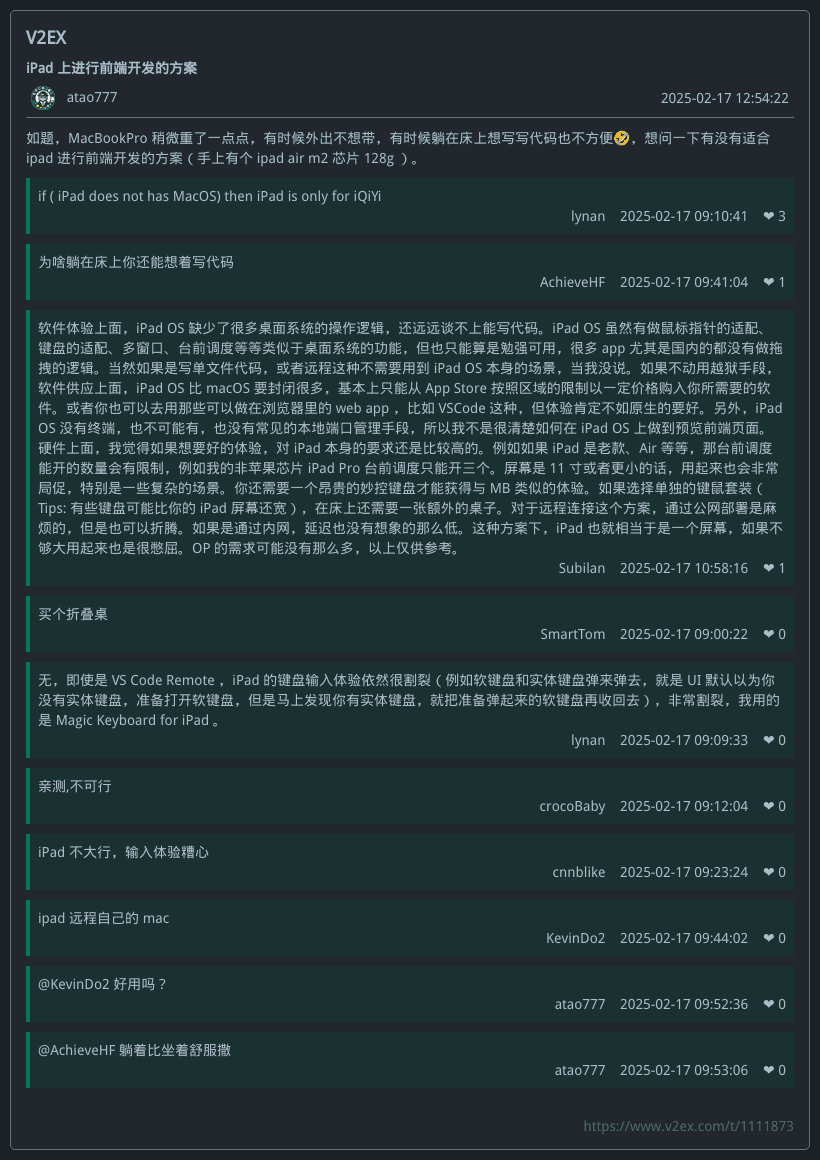 V2EX
iPad 上进行前端开发的方案
atao777 2025-02-17 12:54:22
如题，MacBookPro 稍微重了一点点，有时候外出不想带，有时候躺在床上想写写代码也不方便🤣，想问一下有没有适合
ipad 进行前端开发的方案（手上有个 ipad air m2 芯片 128g ）。
if ( iPad does not has MacOS) then iPad is only for iQiYi
lynan 2025-02-17 09:10:41 ❤ 3
为啥躺在床上你还能想着写代码
AchieveHF 2025-02-17 09:41:04 ❤ 1
软件体验上面，iPad OS 缺少了很多桌面系统的操作逻辑，还远远谈不上能写代码。iPad OS 虽然有做鼠标指针的适配、
键盘的适配、多窗口、台前调度等等类似于桌面系统的功能，但也只能算是勉强可用，很多 app 尤其是国内的都没有做拖
拽的逻辑。当然如果是写单文件代码，或者远程这种不需要用到 iPad OS 本身的场景，当我没说。如果不动用越狱手段，
软件供应上面，iPad OS 比 macOS 要封闭很多，基本上只能从 App Store 按照区域的限制以一定价格购入你所需要的软
件。或者你也可以去用那些可以做在浏览器里的 web app ，比如 VSCode 这种，但体验肯定不如原生的要好。另外，iPad
OS 没有终端，也不可能有，也没有常见的本地端口管理手段，所以我不是很清楚如何在 iPad OS 上做到预览前端页面。
硬件上面，我觉得如果想要好的体验，对 iPad 本身的要求还是比较高的。例如如果 iPad 是老款、Air 等等，那台前调度
能开的数量会有限制，例如我的非苹果芯片 iPad Pro 台前调度只能开三个。屏幕是 11 寸或者更小的话，用起来也会非常
局促，特别是一些复杂的场景。你还需要一个昂贵的妙控键盘才能获得与 MB 类似的体验。如果选择单独的键鼠套装（
Tips: 有些键盘可能比你的 iPad 屏幕还宽），在床上还需要一张额外的桌子。对于远程连接这个方案，通过公网部署是麻
烦的，但是也可以折腾。如果是通过内网，延迟也没有想象的那么低。这种方案下，iPad 也就相当于是一个屏幕，如果不
够大用起来也是很憋屈。OP 的需求可能没有那么多，以上仅供参考。
Subilan 2025-02-17 10:58:16 ❤ 1
买个折叠桌
SmartTom 2025-02-17 09:00:22 ❤ 0
无，即使是 VS Code Remote ，iPad 的键盘输入体验依然很割裂（例如软键盘和实体键盘弹来弹去，就是 UI 默认以为你
没有实体键盘，准备打开软键盘，但是马上发现你有实体键盘，就把准备弹起来的软键盘再收回去），非常割裂，我用的
是 Magic Keyboard for iPad 。
lynan 2025-02-17 09:09:33 ❤ 0
亲测,不可行
crocoBaby 2025-02-17 09:12:04 ❤ 0
iPad 不大行，输入体验糟心
cnnblike 2025-02-17 09:23:24 ❤ 0
ipad 远程自己的 mac
KevinDo2 2025-02-17 09:44:02 ❤ 0
@KevinDo2 好用吗？
atao777 2025-02-17 09:52:36 ❤ 0
@AchieveHF 躺着比坐着舒服撒
atao777 2025-02-17 09:53:06 ❤ 0
https://www.v2ex.com/t/1111873